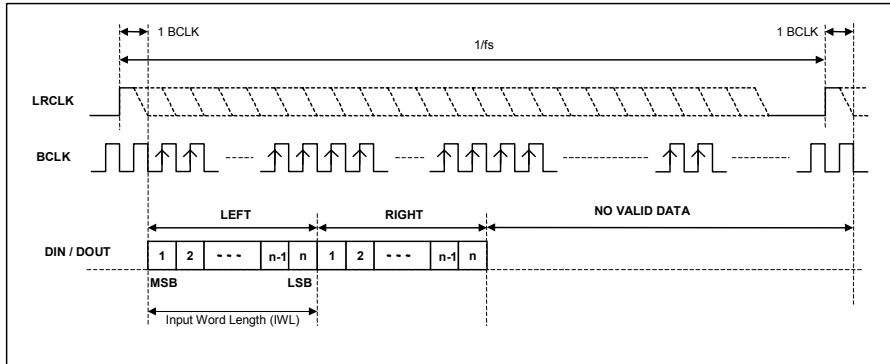 1 BCLK
1 BCLK
1/fs
LRCLK
BCLK
LEFT
RIGHT
NO VALID DATA
DIN / DOUT
1 2 - - - n-1 n 1 2 - - - n-1 n
MSB
LSB
Input Word Length (IWL)